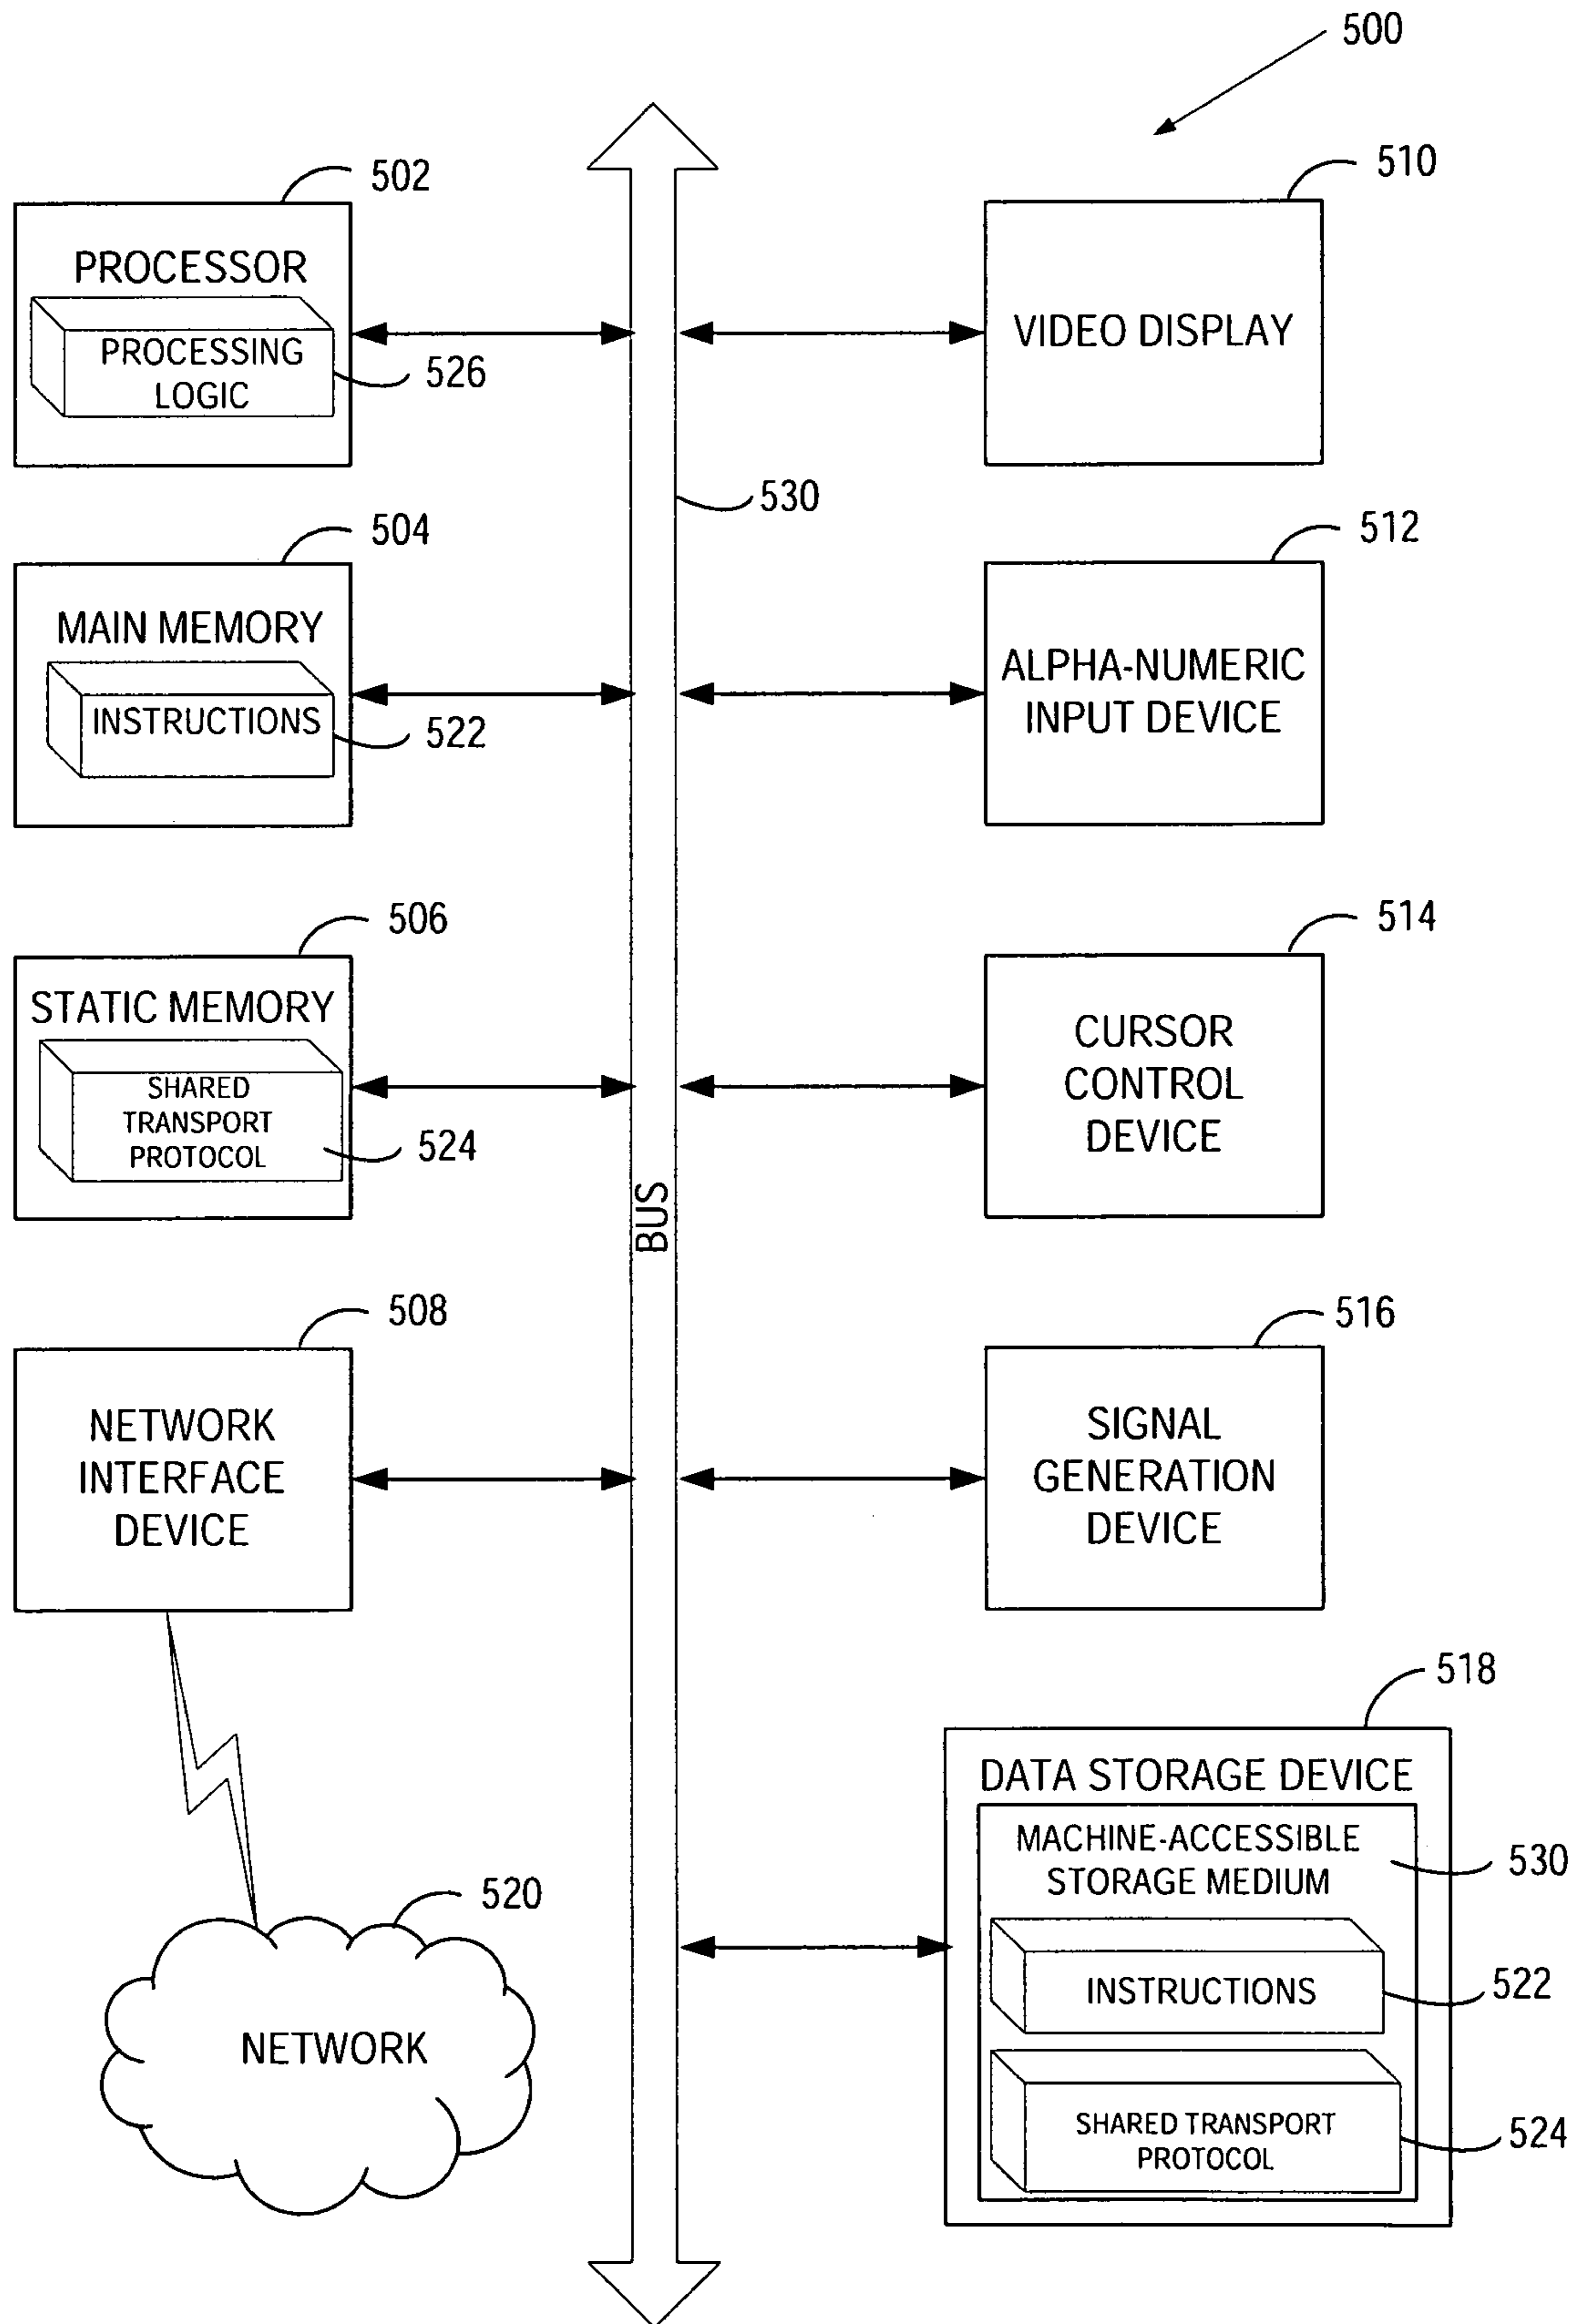 500
502
510
PROCESSOR
PROCESSING
LOGIC
526
VIDEO DISPLAY
530
504
512
MAIN MEMORY
INSTRUCTIONS
522
ALPHA-NUMERIC
INPUT DEVICE
506
514
STATIC MEMORY
SHARED
TRANSPORT
PROTOCOL
524
CURSOR
CONTROL
DEVICE
BUS
508
516
NETWORK
INTERFACE
DEVICE
SIGNAL
GENERATION
DEVICE
518
DATA STORAGE DEVICE
MACHINE-ACCESSIBLE
STORAGE MEDIUM
530
520
INSTRUCTIONS
522
NETWORK
SHARED TRANSPORT
PROTOCOL
524